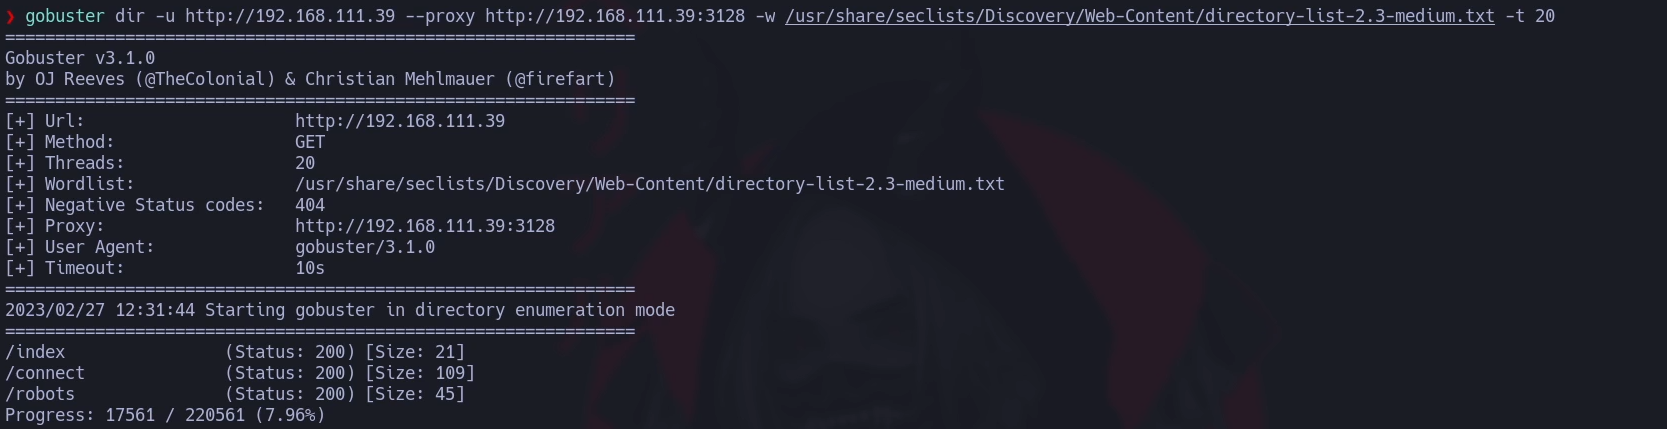 ❯ gobuster dir -u http://192.168.111.39 --proxy http://192.168.111.39:3128 -w /usr/share/seclists/Discovery/Web-Content/directory-list-2.3-medium.txt -t 20
===============================================================
Gobuster v3.1.0
by OJ Reeves (@TheColonial) & Christian Mehlmauer (@firefart)
===============================================================
[+] Url:                     http://192.168.111.39
[+] Method:                  GET
[+] Threads:                 20
[+] Wordlist:                /usr/share/seclists/Discovery/Web-Content/directory-list-2.3-medium.txt
[+] Negative Status codes:   404
[+] Proxy:                   http://192.168.111.39:3128
[+] User Agent:              gobuster/3.1.0
[+] Timeout:                 10s
===============================================================
2023/02/27 12:31:44 Starting gobuster in directory enumeration mode
===============================================================
/index                (Status: 200) [Size: 21]
/connect              (Status: 200) [Size: 109]
/robots               (Status: 200) [Size: 45]
Progress: 17561 / 220561 (7.96%)